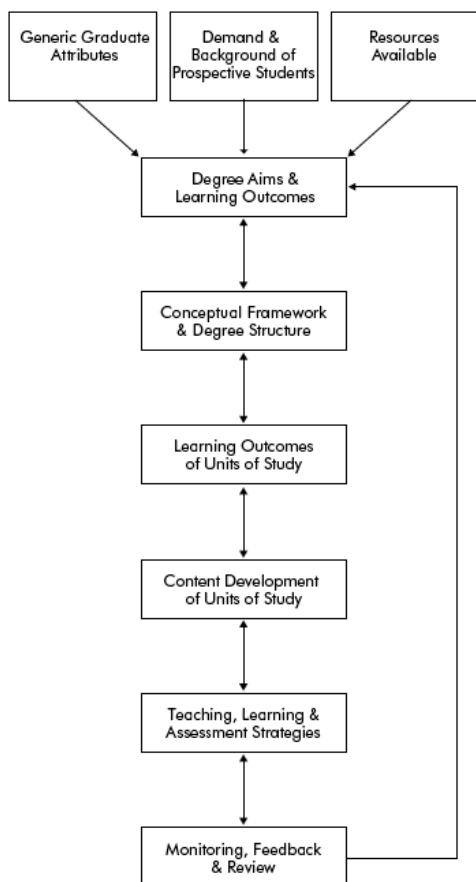 Generic Graduate
Attributes
Demand &
Background of
Prospective Students
Resources
Available
Degree Aims &
Learning Outcomes
Conceptual Framework
& Degree Structure
Learning Outcomes
of Units of Study
Content Development
of Units of Study
Teaching, Learning &
Assessment Strategies
Monitoring, Feedback
& Review